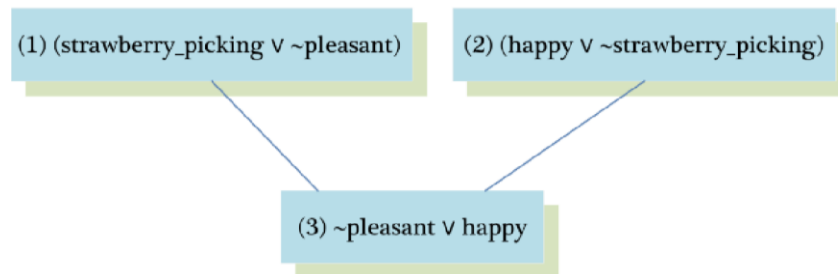 (1) (strawberry_picking ∨ ~pleasant)
(2) (happy ∨ ~strawberry_picking)
(3) ~pleasant ∨ happy